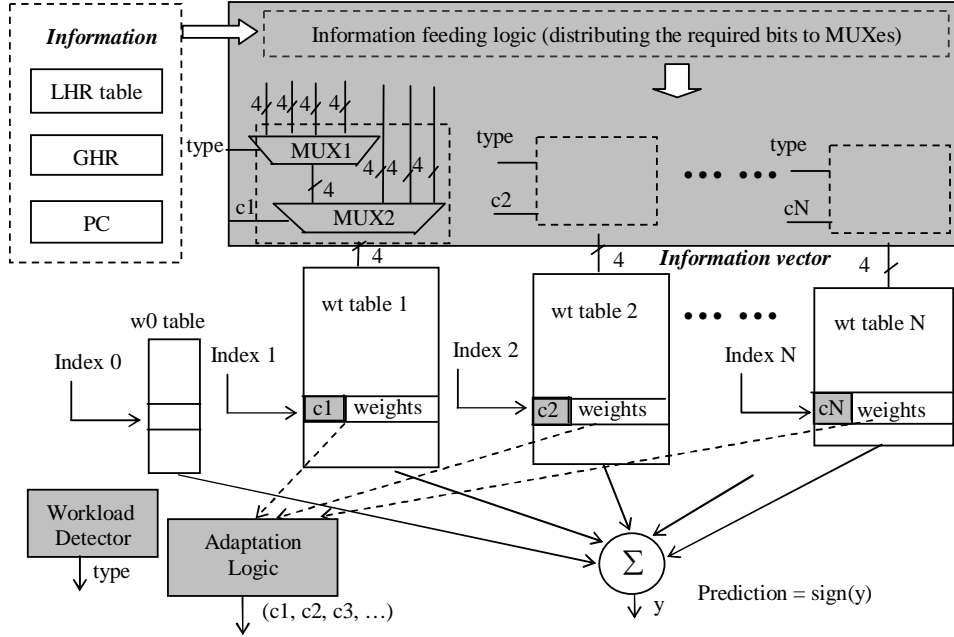 Information
Information feeding logic (distributing the required bits to MUXes)
LHR table
GHR
PC
4 4 4 4
type
MUX1
4 4 4
4
c1
MUX2
type
c2
••• •••
type
cN
4
4
Information vector
4
w0 table
wt table 1
wt table 2
••• •••
wt table N
Index 0
Index 1
Index 2
Index N
c1 weights
c2 weights
cN weights
Workload
Detector
type
Adaptation
Logic
(c1, c2, c3, …)
Σ
y
Prediction = sign(y)